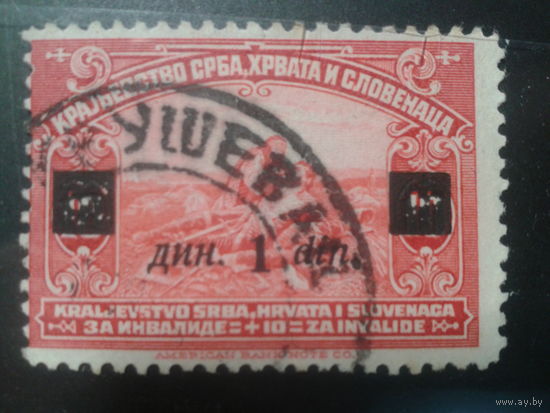 КРАЉЕВСТВО СРБА, ХРВАТА И СЛОВЕНАЦА
УШЕВА
дин. 1 din.
KRALJEVSTVO SRBA, HRVATA I SLOVENACA
ЗА ИНВАЛИДЕ=+10=ZA INVALIDE
AMERICAN BANK NOTE CO.
www.ay.by